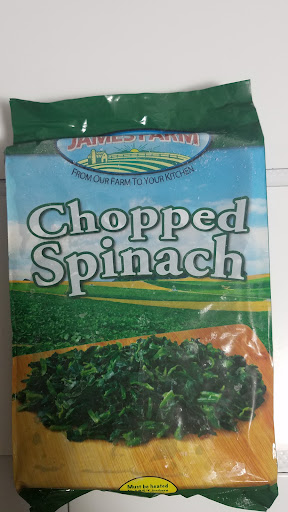 JAMES FARM
FROM OUR FARM TO YOUR KITCHEN
Chopped
Spinach
Must be heated